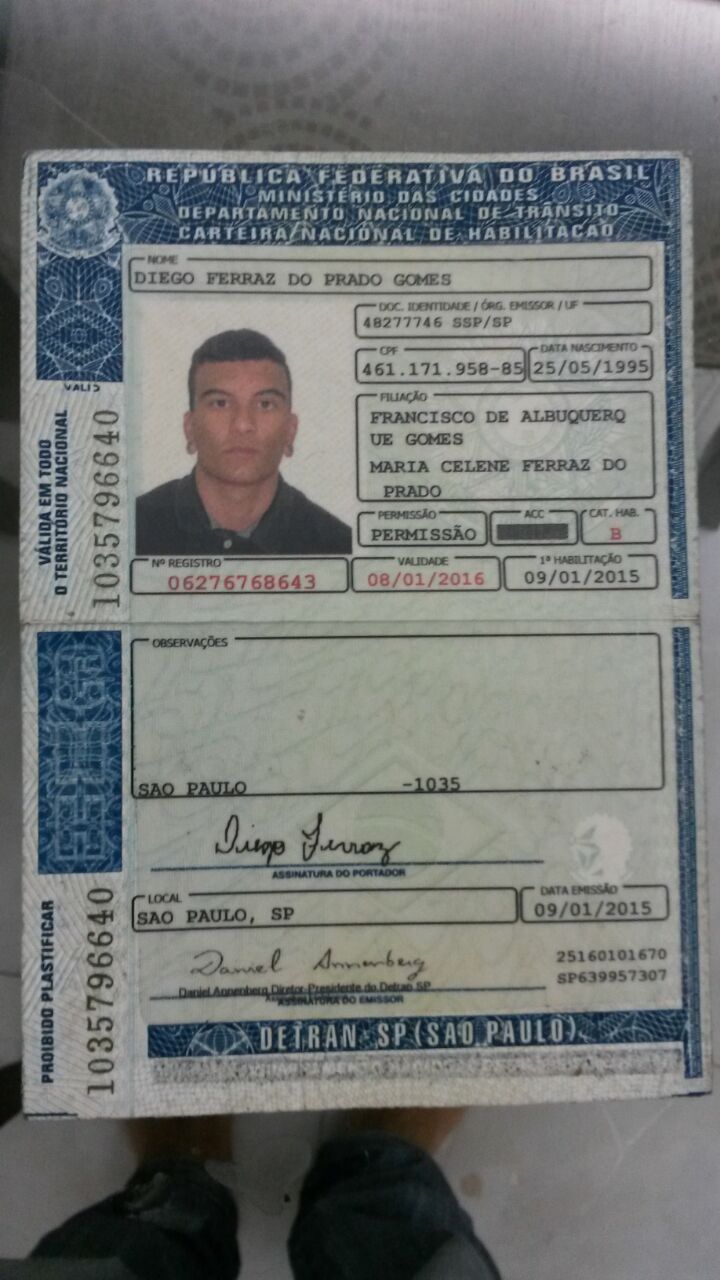 REPÚBLICA FEDERATIVA DO BRASIL
MINISTÉRIO DAS CIDADES
DEPARTAMENTO NACIONAL DE TRÂNSITO
CARTEIRA NACIONAL DE HABILITAÇÃO
NOME
DIEGO FERRAZ DO PRADO GOMES
DOC. IDENTIDADE / ÓRG. EMISSOR / UF
48277746 SSP/SP
CPF
461.171.958-85
DATA NASCIMENTO
25/05/1995
FILIAÇÃO
FRANCISCO DE ALBUQUERQ
UE GOMES
MARIA CELENE FERRAZ DO
PRADO
PERMISSÃO
PERMISSÃO
ACC
CAT. HAB.
B
Nº REGISTRO
06276768643
VALIDADE
08/01/2016
1ª HABILITAÇÃO
09/01/2015
VÁLIDA EM TODO
O TERRITÓRIO NACIONAL
1035796640
OBSERVAÇÕES
SAO PAULO -1035
Diego Ferraz
ASSINATURA DO PORTADOR
LOCAL
SAO PAULO, SP
DATA EMISSÃO
09/01/2015
Daniel Annenberg
Daniel Annenberg Diretor-Presidente do Detran SP
ASSINATURA DO EMISSOR
25160101670
SP639957307
PROIBIDO PLASTIFICAR
1035796640
DETRAN-SP (SAO PAULO)